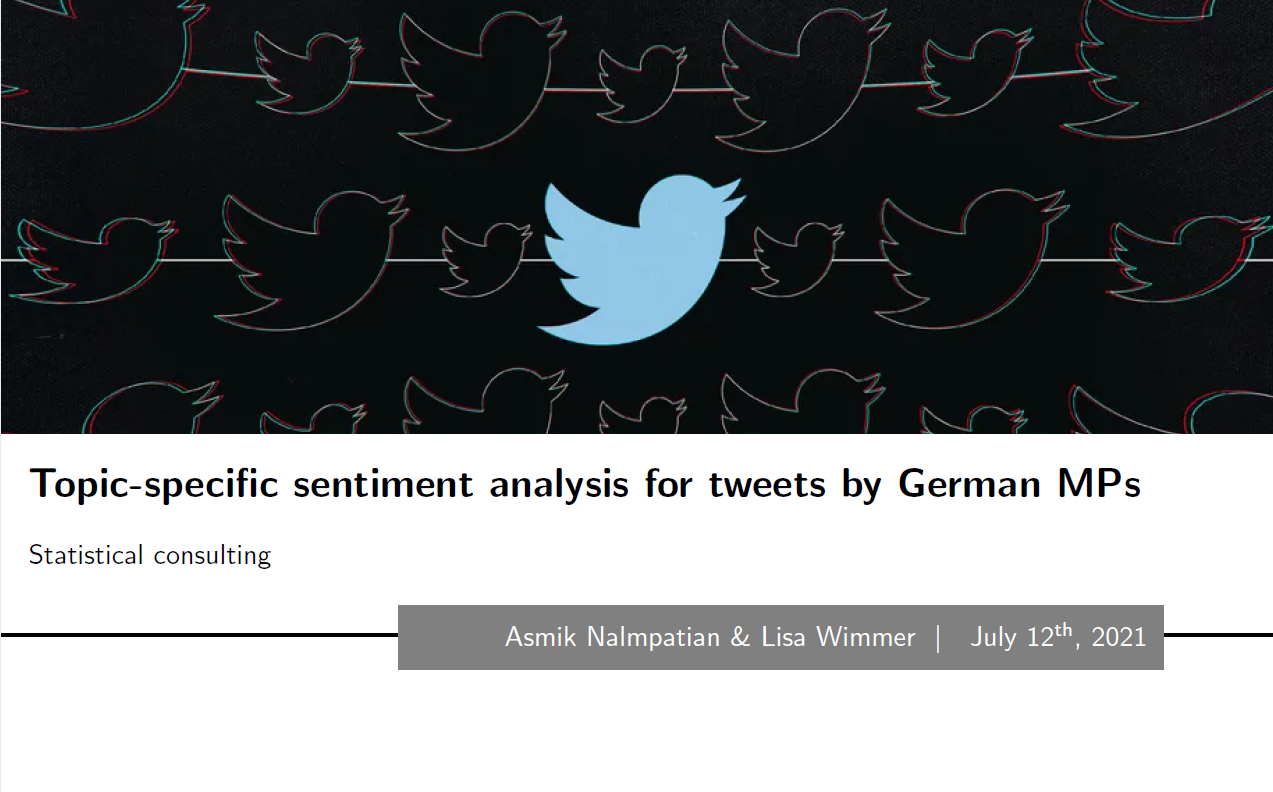 Topic-specific sentiment analysis for tweets by German MPs
Statistical consulting
Asmik Nalmpatian & Lisa Wimmer | July 12th, 2021